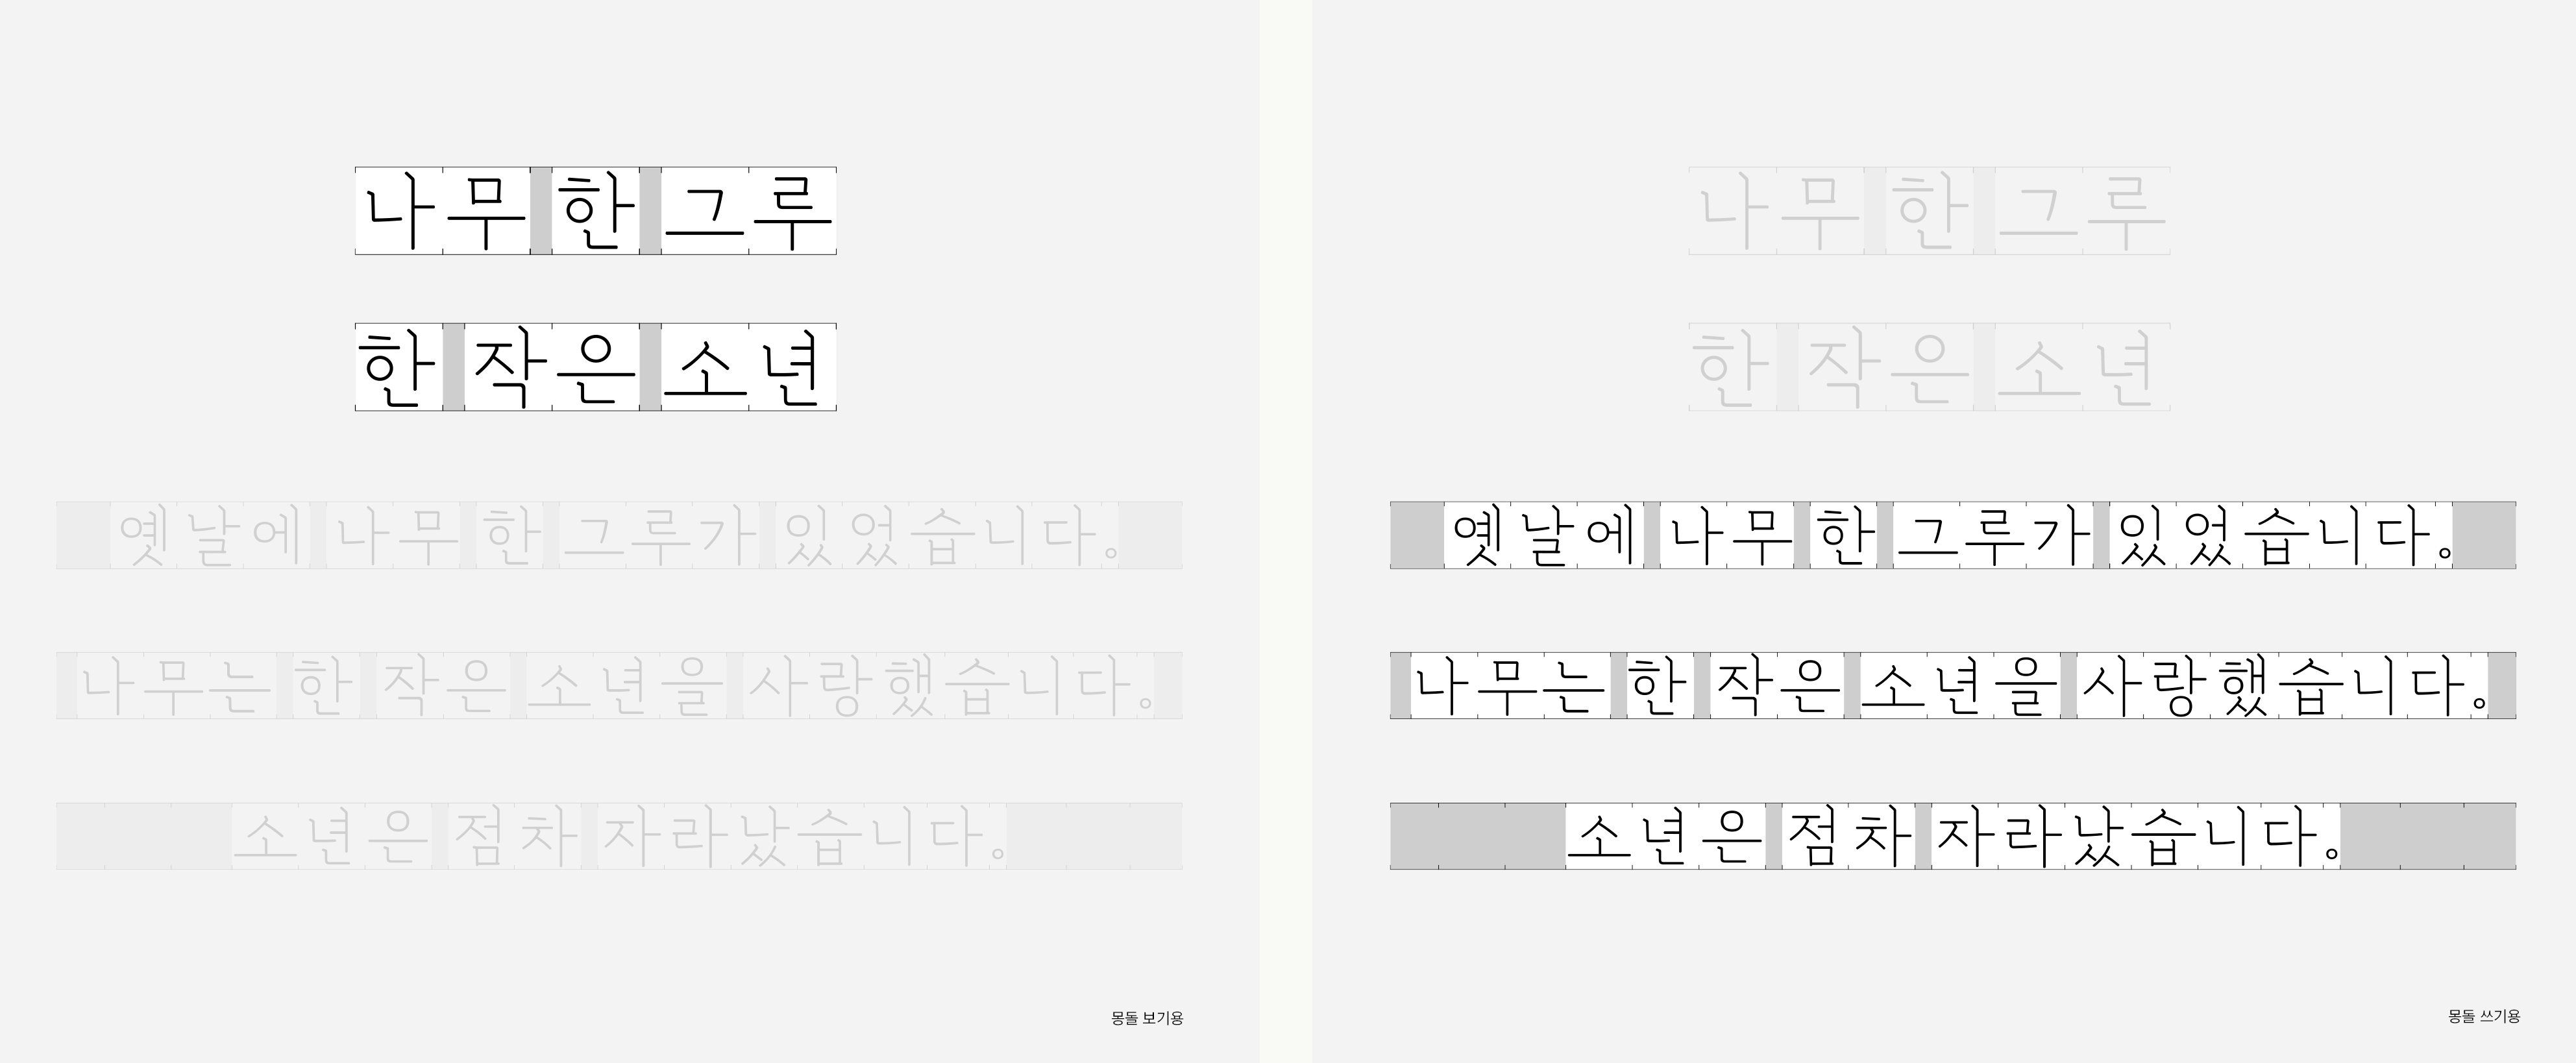 나무 한 그루
한 작은 소년
옛날에 나무 한 그루가 있었습니다.
나무는 한 작은 소년을 사랑했습니다.
소년은 점차 자라났습니다.
몽돌 보기용
나무 한 그루
한 작은 소년
옛날에 나무 한 그루가 있었습니다.
나무는 한 작은 소년을 사랑했습니다.
소년은 점차 자라났습니다.
몽돌 쓰기용